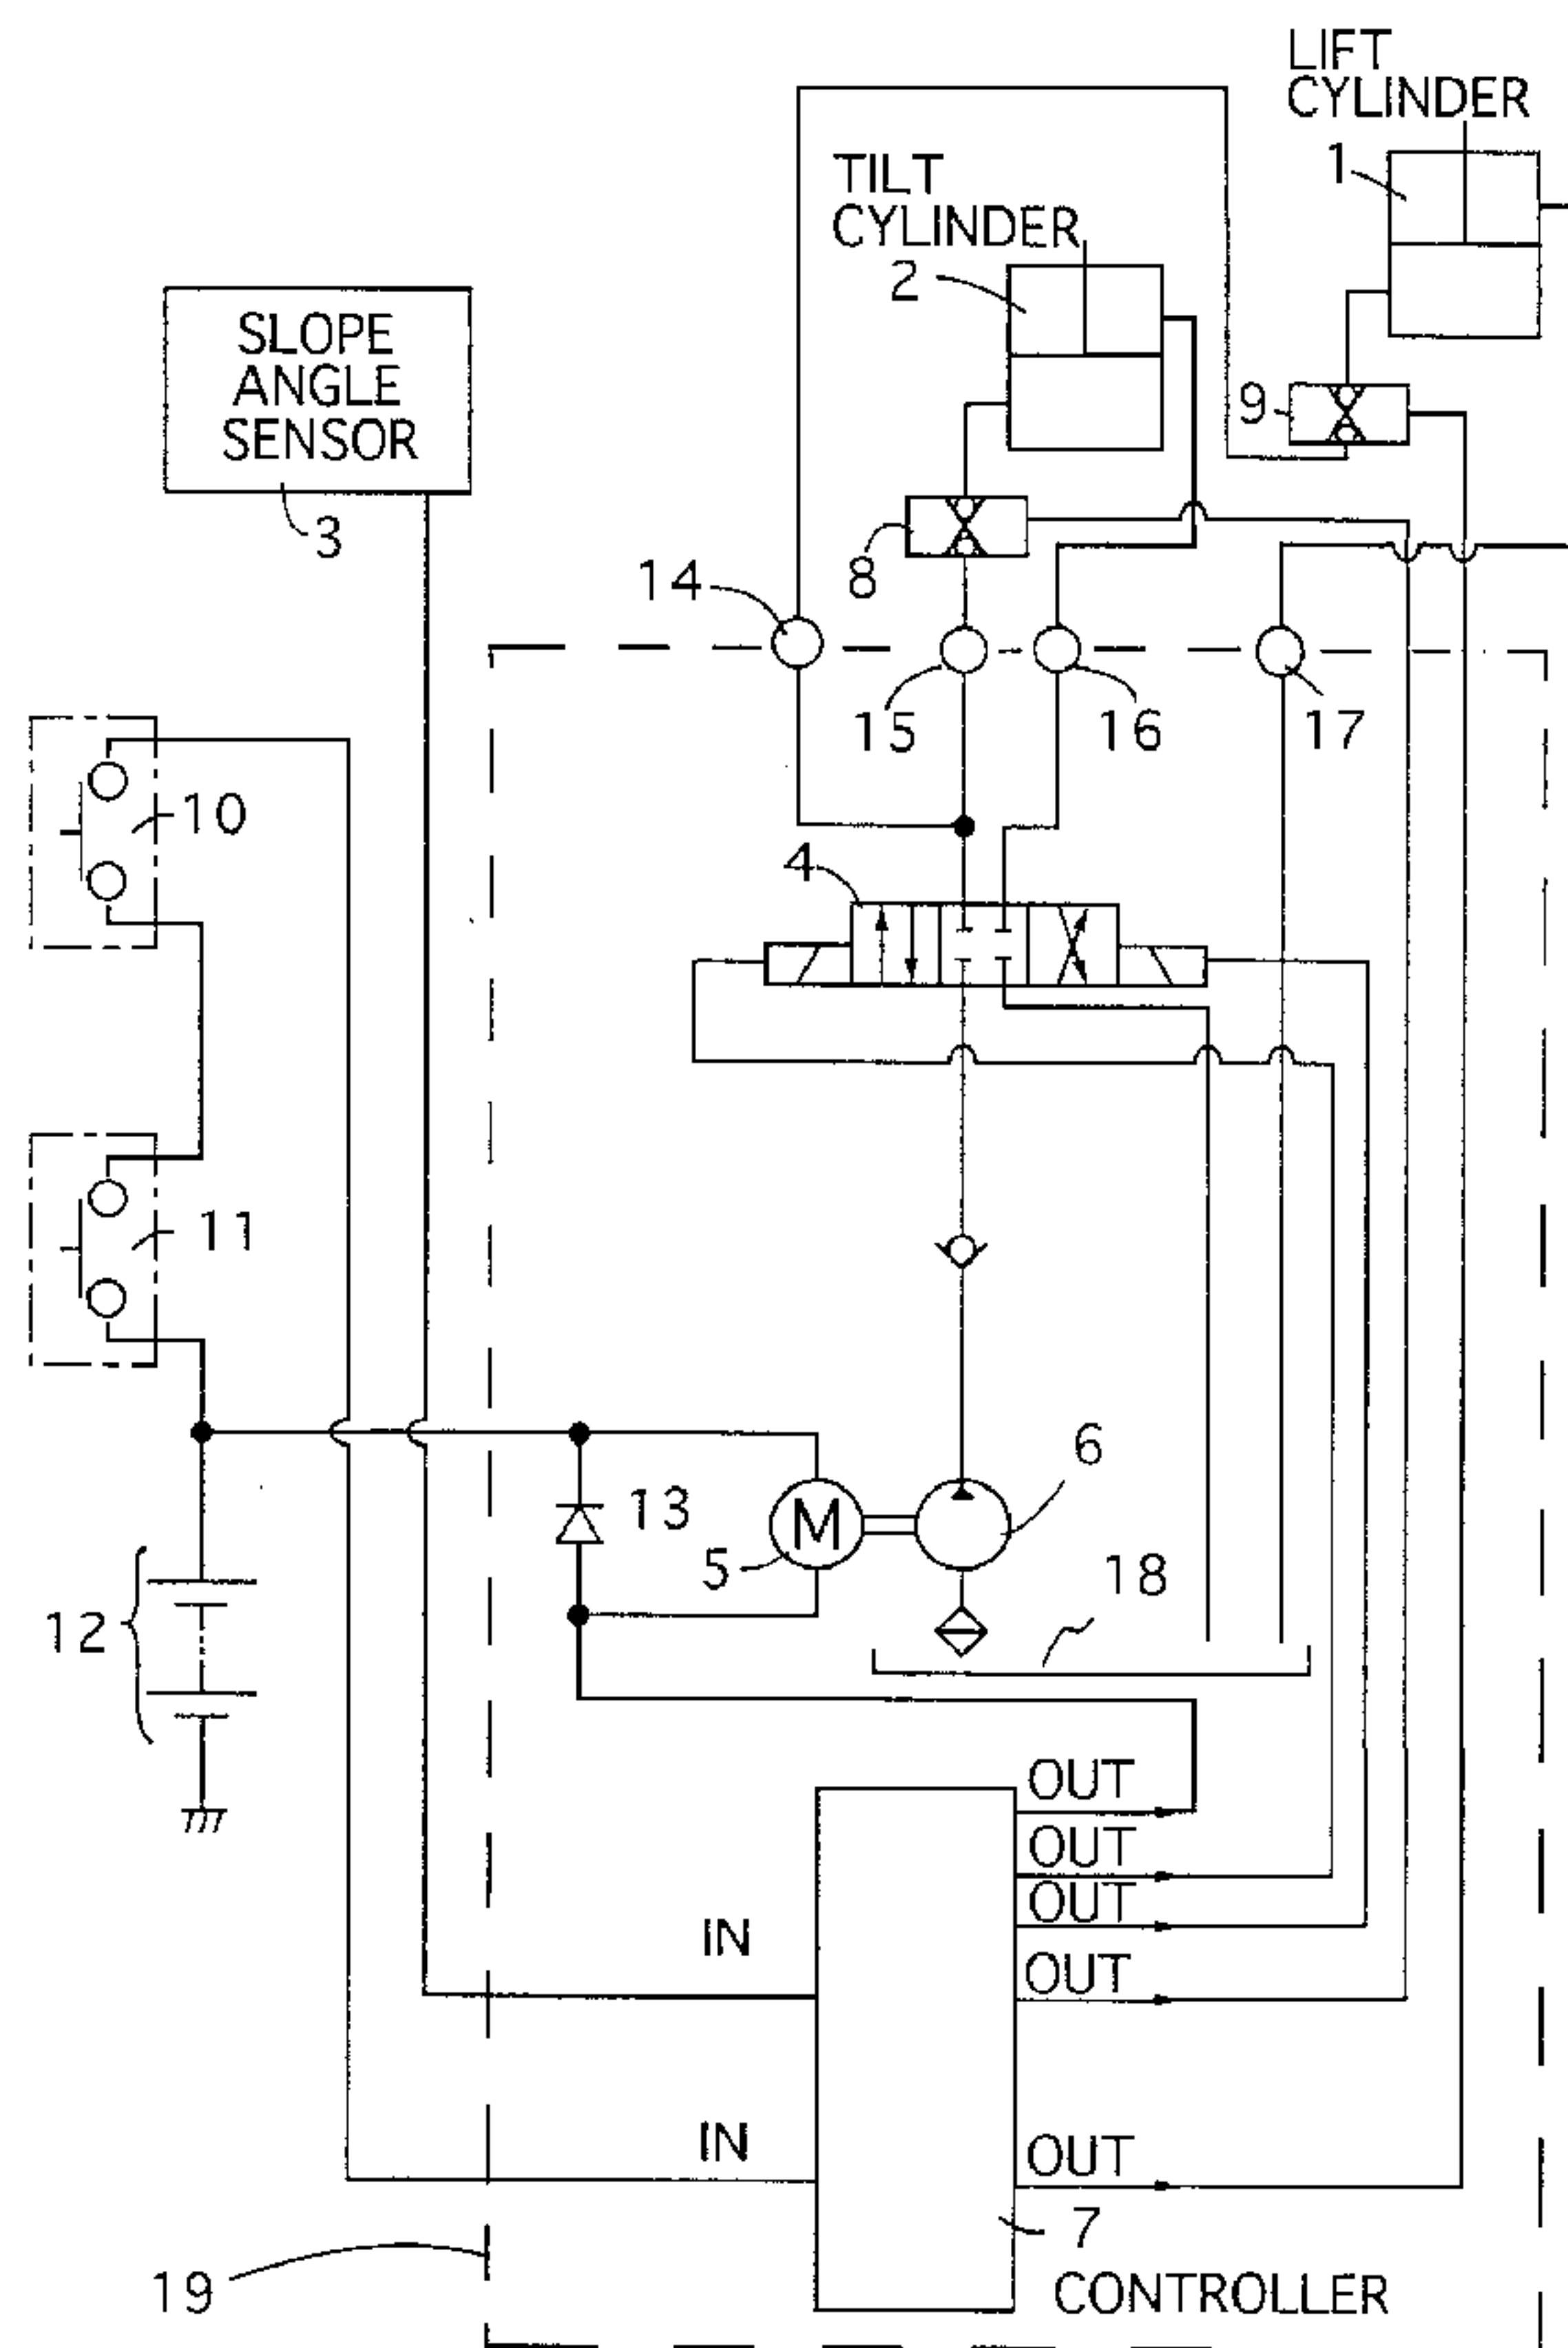 LIFT
CYLINDER
1
TILT
CYLINDER
2
SLOPE
ANGLE
SENSOR
3
9
8
14
15
16
17
10
4
11
6
13
M
5
18
12
OUT
OUT
OUT
IN
OUT
IN
OUT
7
19
CONTROLLER